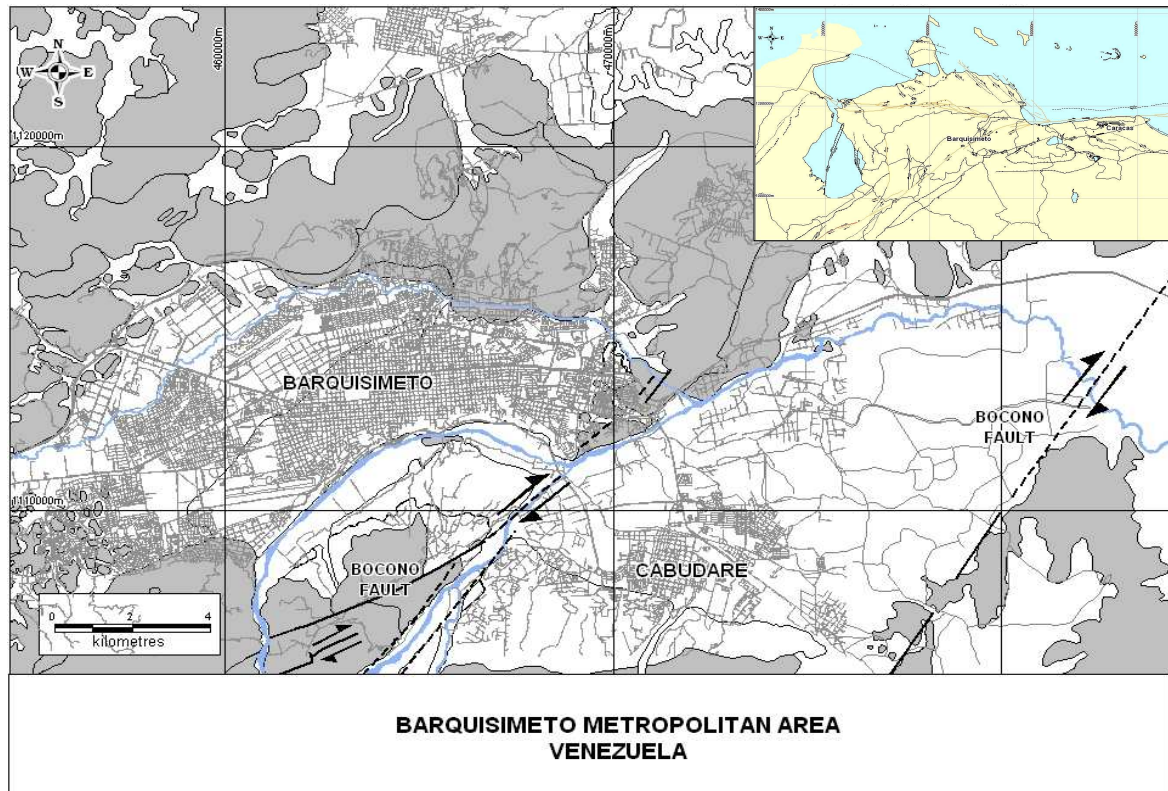 N
W E
S
460000m
470000m
1120000m
Barquisimeto
Caracas
BARQUISIMETO
BOCONO
FAULT
1110000m
BOCONO
FAULT
CABUDARE
0 2 4
kilometres
BARQUISIMETO METROPOLITAN AREA
VENEZUELA